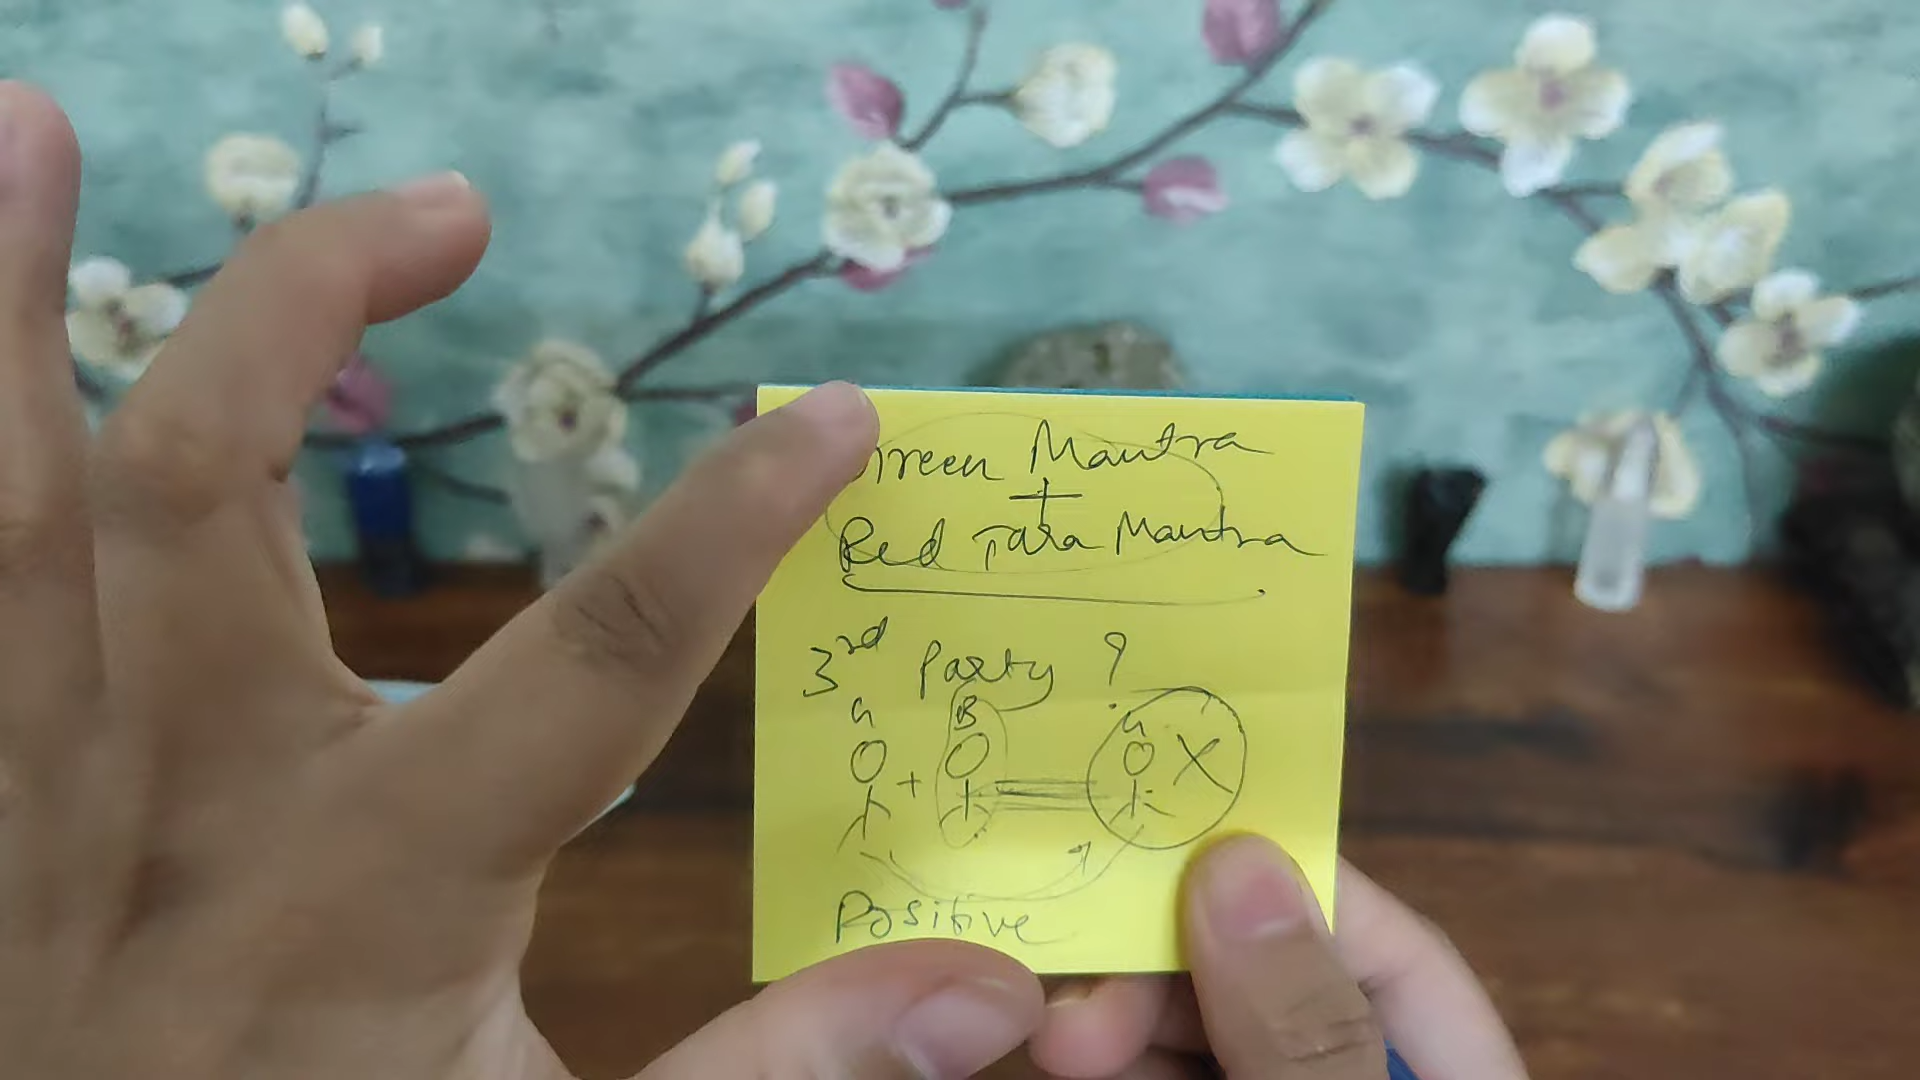 Green Mantra
+
Red Tara Mantra
3rd Party ?
G B G
+ X
Positive